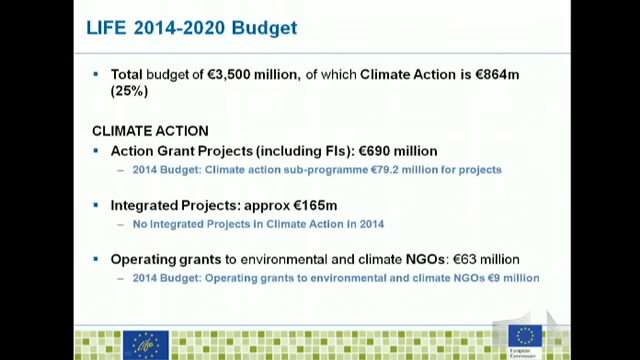 LIFE 2014-2020 Budget
Total budget of €3,500 million, of which Climate Action is €864m
(25%)
CLIMATE ACTION
Action Grant Projects (including FIs): €690 million
– 2014 Budget: Climate action sub-programme €79.2 million for projects
Integrated Projects: approx €165m
– No Integrated Projects in Climate Action in 2014
Operating grants to environmental and climate NGOs: €63 million
– 2014 Budget: Operating grants to environmental and climate NGOs €9 million
Life
European
Commission